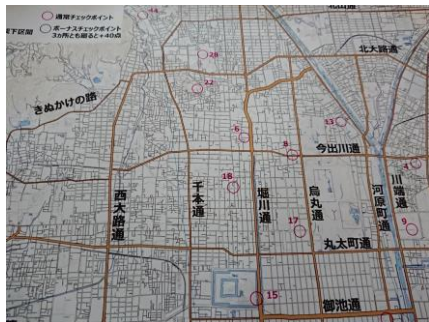 通常チェックポイント
ボーナスチェックポイント
3カ所とも廻ると+40点
北大路通
28
22
きぬかけの路
6
13
8
今出川通
4
18
西大路通
千本通
堀川通
烏丸通
河原町通
川端通
17
9
丸太町通
15
御池通